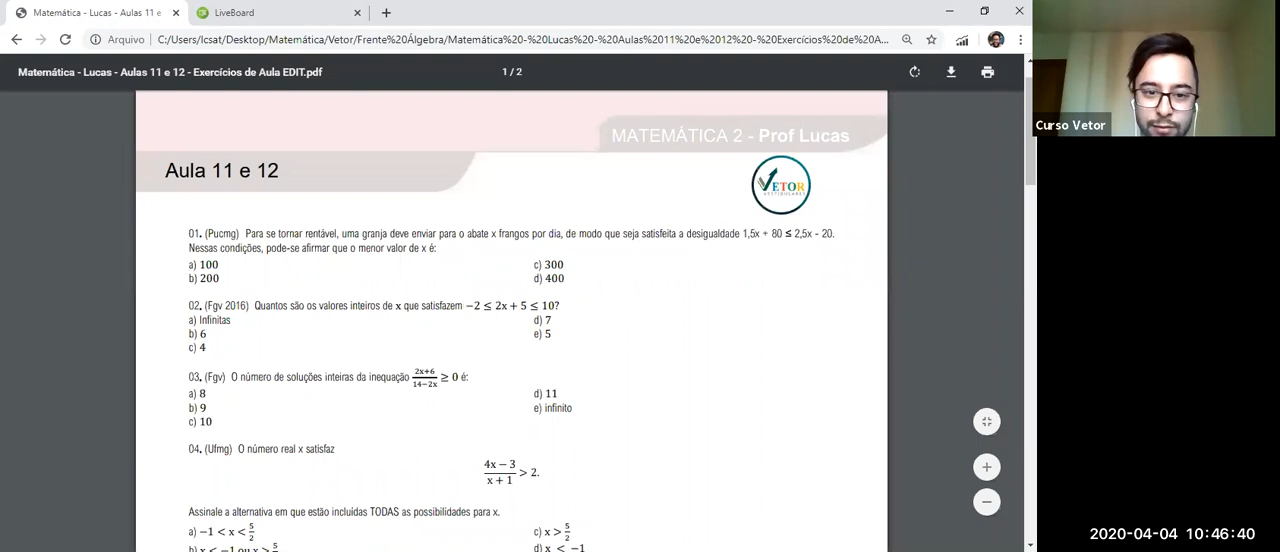 Matemática - Lucas - Aulas 11 e
LiveBoard
Arquivo
C:/Users/Icsat/Desktop/Matemática/Vetor/Frente%20Álgebra/Matemática%20-%20Lucas%20-%20Aulas%2011%20e%2012%20-%20Exercícios%20de%20A...
Matemática - Lucas - Aulas 11 e 12 - Exercícios de Aula EDIT.pdf
1 / 2
Curso Vetor
MATEMÁTICA 2 - Prof Lucas
Aula 11 e 12
VETOR
VESTIBULARES
01. (Pucmg) Para se tornar rentável, uma granja deve enviar para o abate x frangos por dia, de modo que seja satisfeita a desigualdade 1,5x + 80 ≤ 2,5x - 20.
Nessas condições, pode-se afirmar que o menor valor de x é:
a) 100
c) 300
b) 200
d) 400
02. (Fgv 2016) Quantos são os valores inteiros de x que satisfazem −2 ≤ 2x + 5 ≤ 10?
a) Infinitas
d) 7
b) 6
e) 5
c) 4
03. (Fgv) O número de soluções inteiras da inequação (2x+6)/(14−2x) ≥ 0 é:
a) 8
d) 11
b) 9
e) infinito
c) 10
04. (Ufmg) O número real x satisfaz
(4x − 3)/(x + 1) > 2.
Assinale a alternativa em que estão incluídas TODAS as possibilidades para x.
a) −1 < x < 5/2
c) x > 5/2
b) x < −1 ou x > 5/2
d) x < −1
2020-04-04 10:46:40